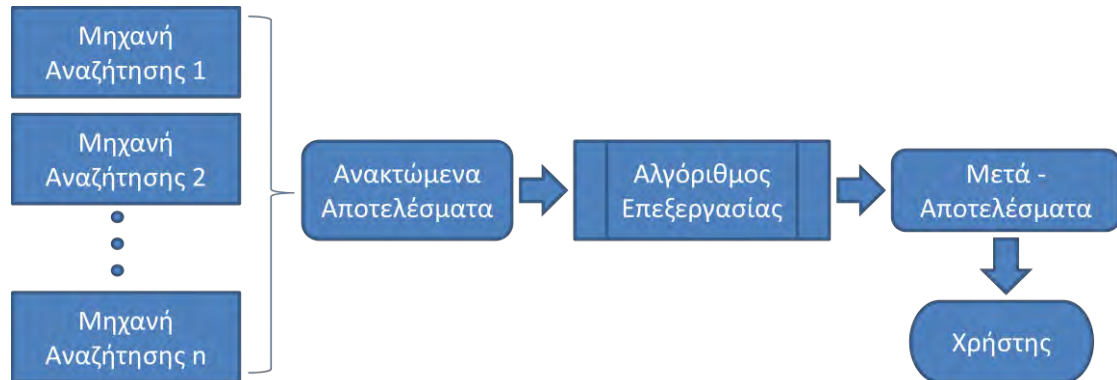 Μηχανή
Αναζήτησης 1
Μηχανή
Αναζήτησης 2
Μηχανή
Αναζήτησης n
Ανακτώμενα
Αποτελέσματα
Αλγόριθμος
Επεξεργασίας
Μετά -
Αποτελέσματα
Χρήστης